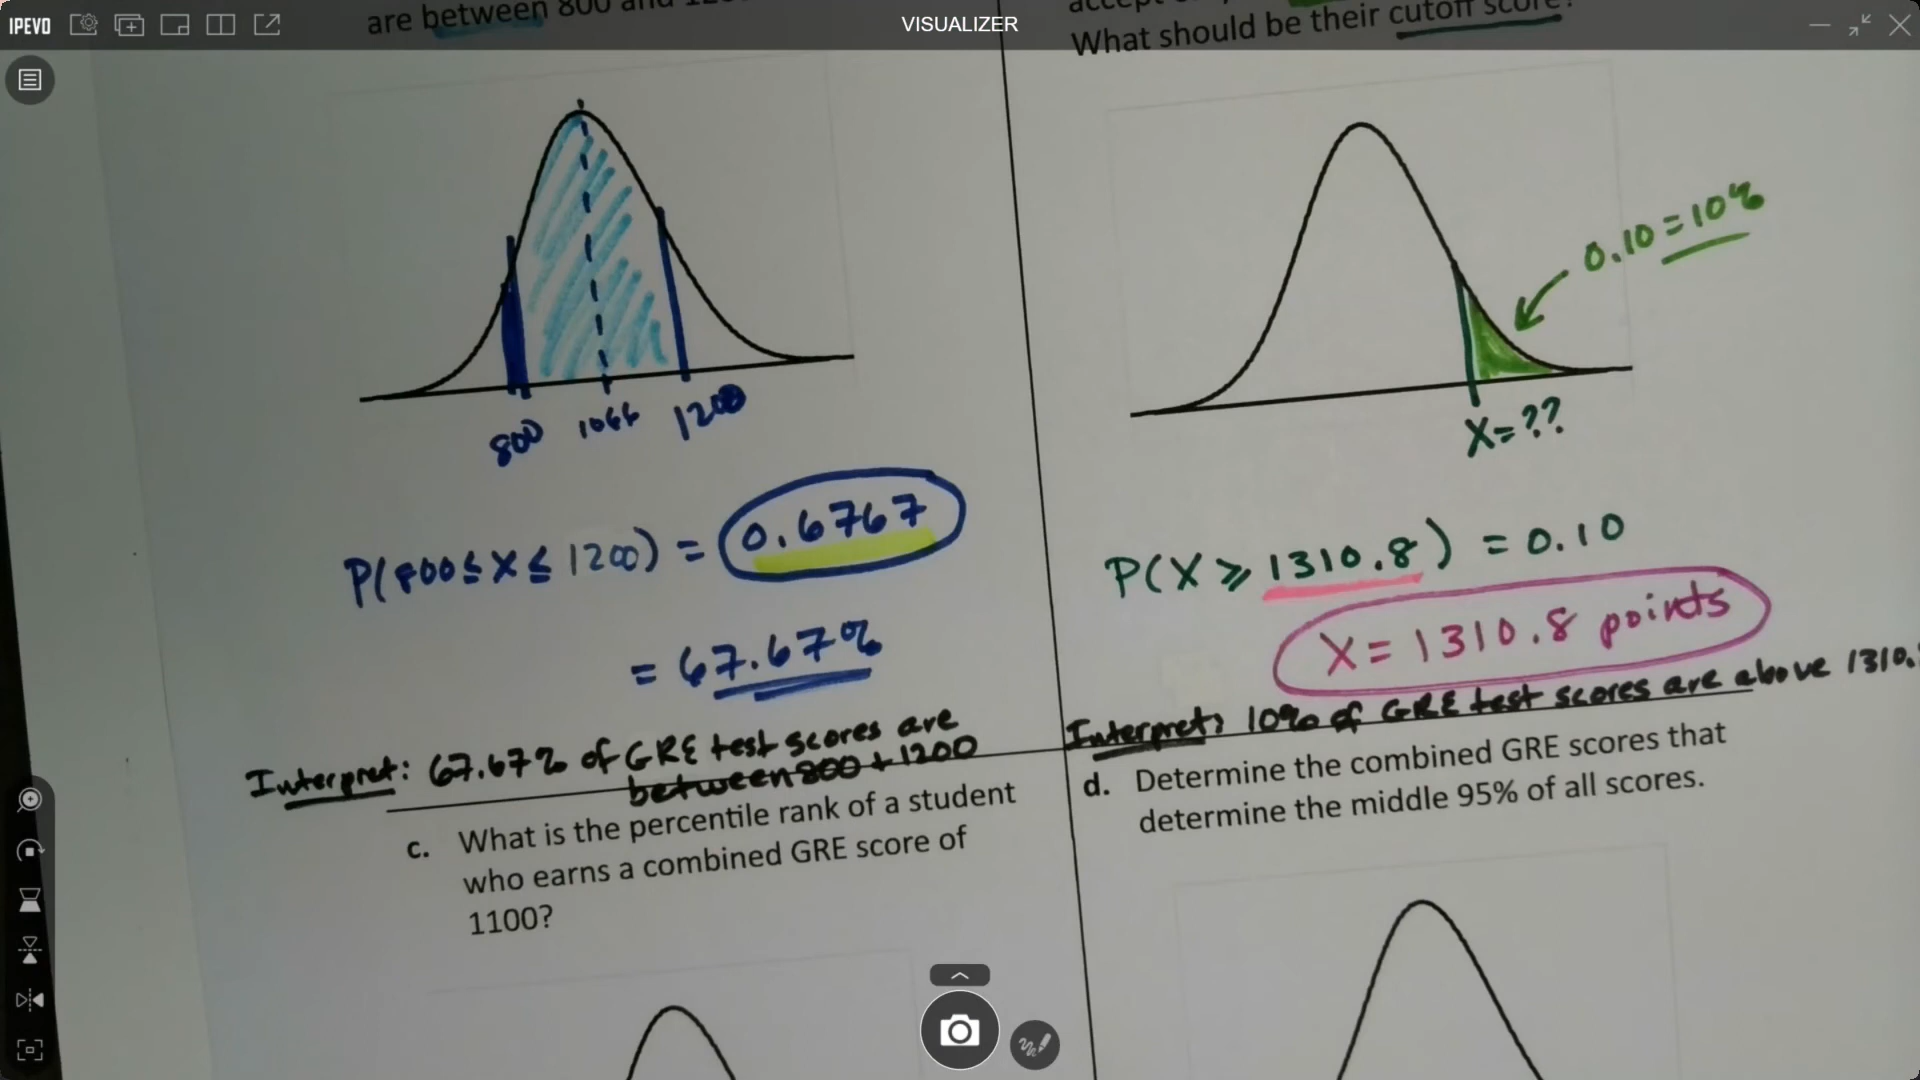 IPEVO
VISUALIZER
are between 800 and
What should be their cutoff score?
800
1066
1200
P(800 ≤ X ≤ 1200) = 0.6767
= 67.67%
Interpret: 67.67% of GRE test scores are
between 800 + 1200
0.10 = 10%
X = ??
P(X ≥ 1310.8) = 0.10
X = 1310.8 points
Interpret: 10% of GRE test scores are above 1310.
c. What is the percentile rank of a student
who earns a combined GRE score of
1100?
d. Determine the combined GRE scores that
determine the middle 95% of all scores.